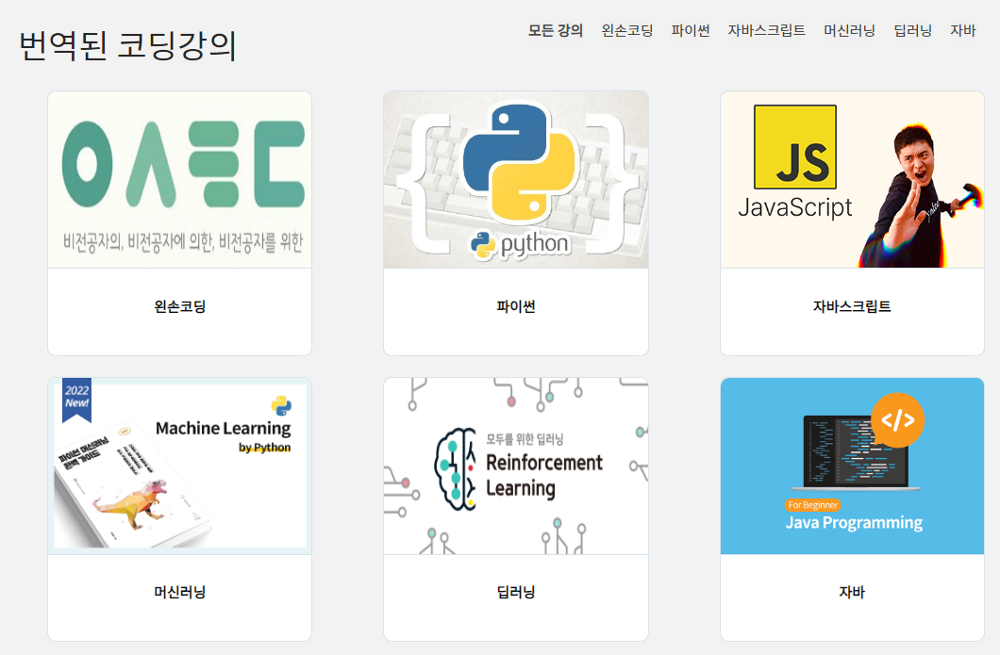 번역된 코딩강의
모든 강의 왼손코딩 파이썬 자바스크립트 머신러닝 딥러닝 자바
비전공자의, 비전공자에 의한, 비전공자를 위한
왼손코딩
python
파이썬
JS
JavaScript
자바스크립트
2022
New!
Machine Learning
by Python
파이썬 머신러닝
완벽 가이드
머신러닝
모두를 위한 딥러닝
Reinforcement
Learning
딥러닝
</>
For Beginner
Java Programming
자바